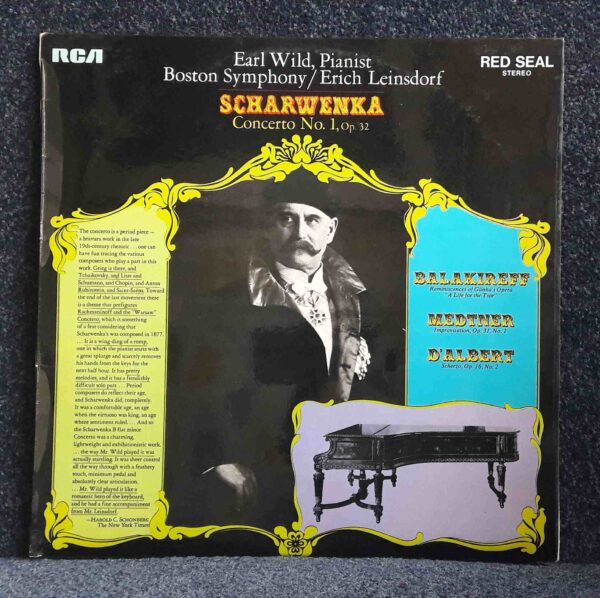 RCA
Earl Wild, Pianist
Boston Symphony/Erich Leinsdorf
RED SEAL
STEREO
SCHARWENKA
Concerto No. 1, Op. 32
The concerto is a period piece —
a bravura work in the late
19th-century rhetoric . . . one can
have fun tracing the various
composers who play a part in this
work. Grieg is there, and
Tchaikovsky, and Liszt and
Schumann, and Chopin, and Anton
Rubinstein, and Saint-Saëns. Toward
the end of the last movement there
is a theme that prefigures
Rachmaninoff and the "Warsaw"
Concerto, which is something
of a feat considering that
Scharwenka's was composed in 1877.
. . . It is a wing-ding of a romp,
one in which the pianist starts with
a great splurge and scarcely removes
his hands from the keys for the
next half hour. It has pretty
melodies, and it has a fiendishly
difficult solo part . . . Period
composers do reflect their age,
and Scharwenka did, completely.
It was a comfortable age, an age
when the virtuoso was king, an age
where sentiment ruled. . . . And so
the Scharwenka B flat minor
Concerto was a charming,
lightweight and exhibitionistic work.
. . . the way Mr. Wild played it was
actually startling. It was sheer control
all the way through with a feathery
touch, minimum pedal and
absolutely clear articulation.
. . . Mr. Wild played it like a
romantic hero of the keyboard,
and he had a fine accompaniment
from Mr. Leinsdorf.
—HAROLD C. SCHONBERG
The New York Times
BALAKIREFF
Reminiscences of Glinka's Opera
"A Life for the Tsar"
MEDTNER
Improvisation, Op. 31, No. 1
D'ALBERT
Scherzo, Op. 16, No. 2